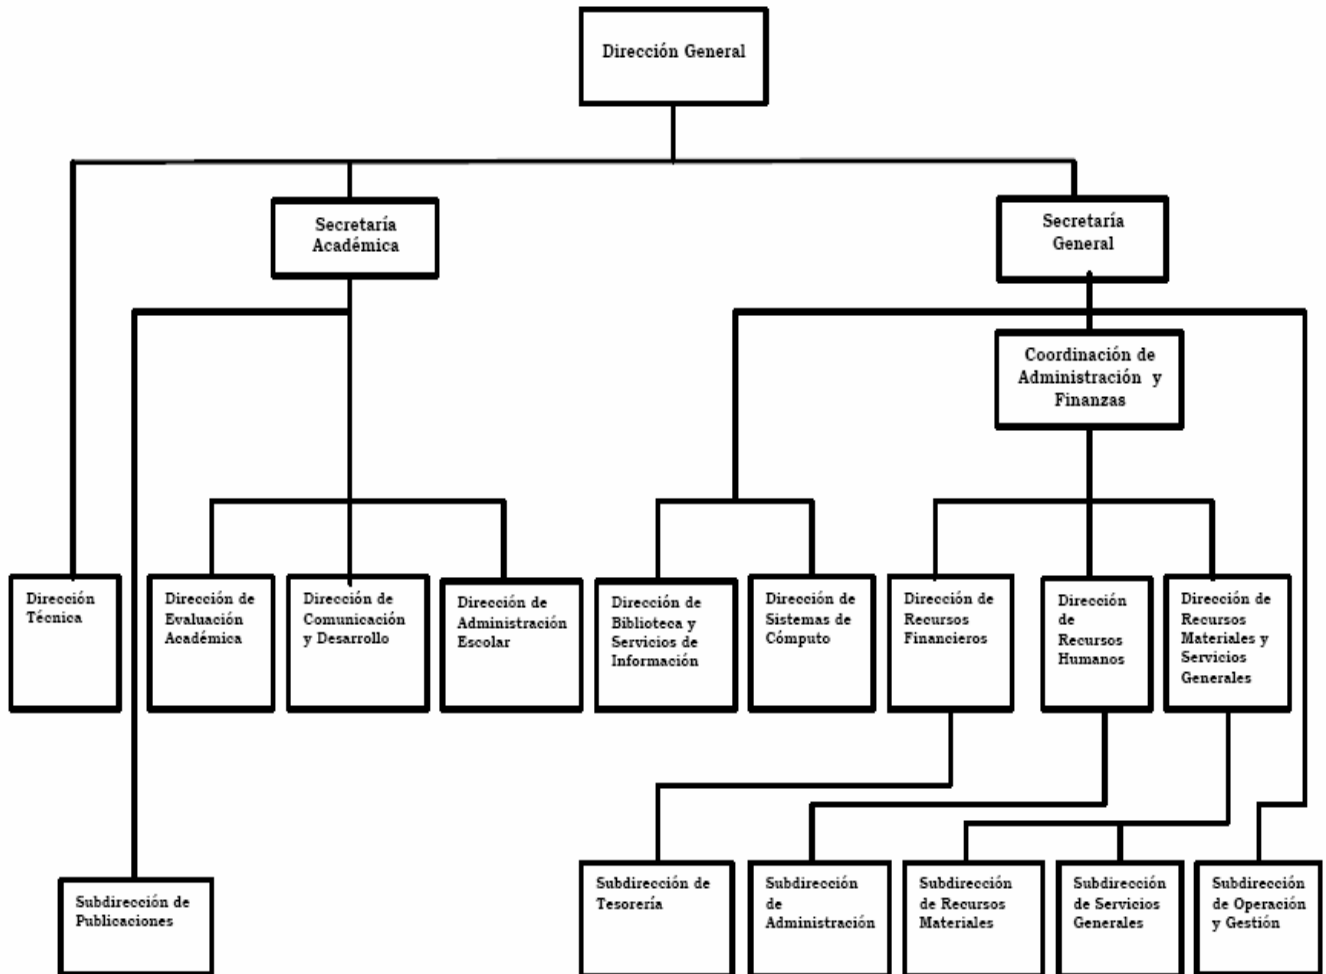 Dirección General
Secretaría
Académica
Secretaría
General
Coordinación de
Administración y
Finanzas
Dirección
Técnica
Dirección de
Evaluación
Académica
Dirección de
Comunicación
y Desarrollo
Dirección de
Administración
Escolar
Dirección de
Biblioteca y
Servicios de
Información
Dirección de
Sistemas de
Cómputo
Dirección de
Recursos
Financieros
Dirección
de
Recursos
Humanos
Dirección de
Recursos
Materiales y
Servicios
Generales
Subdirección de
Publicaciones
Subdirección de
Tesorería
Subdirección
de
Administración
Subdirección
de Recursos
Materiales
Subdirección
de Servicios
Generales
Subdirección
de Operación
y Gestión